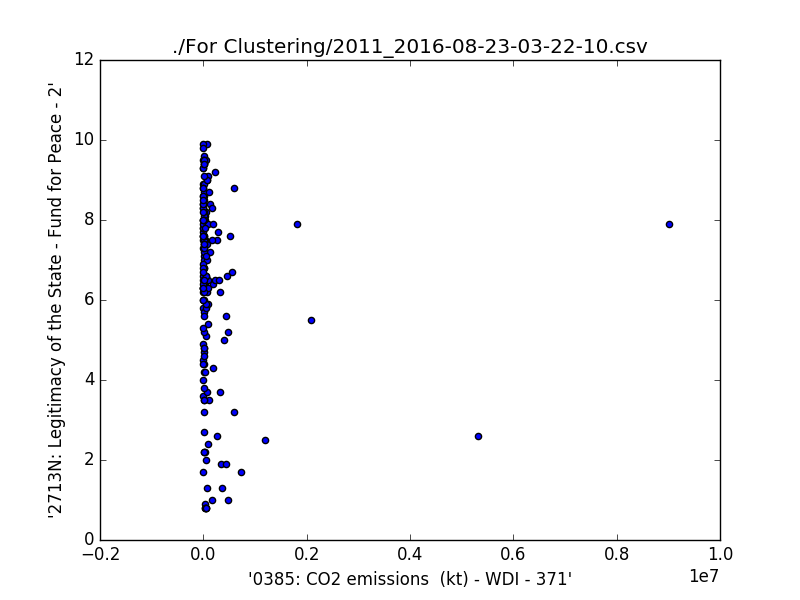 ./For Clustering/2011_2016-08-23-03-22-10.csv
12
10
8
6
4
2
0
'2713N: Legitimacy of the State - Fund for Peace - 2'
−0.2 0.0 0.2 0.4 0.6 0.8 1.0
1e7
'0385: CO2 emissions  (kt) - WDI - 371'